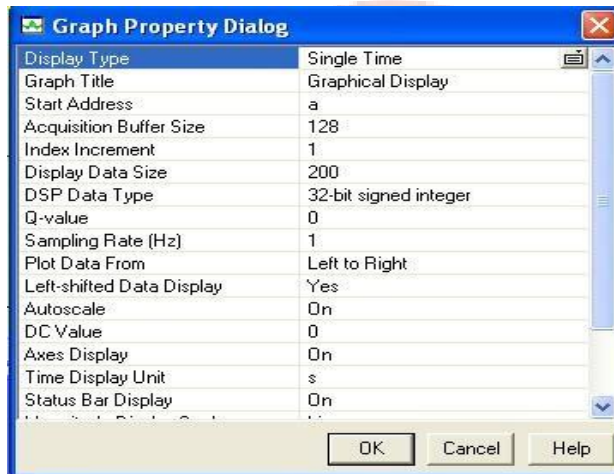 Graph Property Dialog
Display Type Single Time
Graph Title Graphical Display
Start Address a
Acquisition Buffer Size 128
Index Increment 1
Display Data Size 200
DSP Data Type 32-bit signed integer
Q-value 0
Sampling Rate (Hz) 1
Plot Data From Left to Right
Left-shifted Data Display Yes
Autoscale On
DC Value 0
Axes Display On
Time Display Unit s
Status Bar Display On
OK Cancel Help